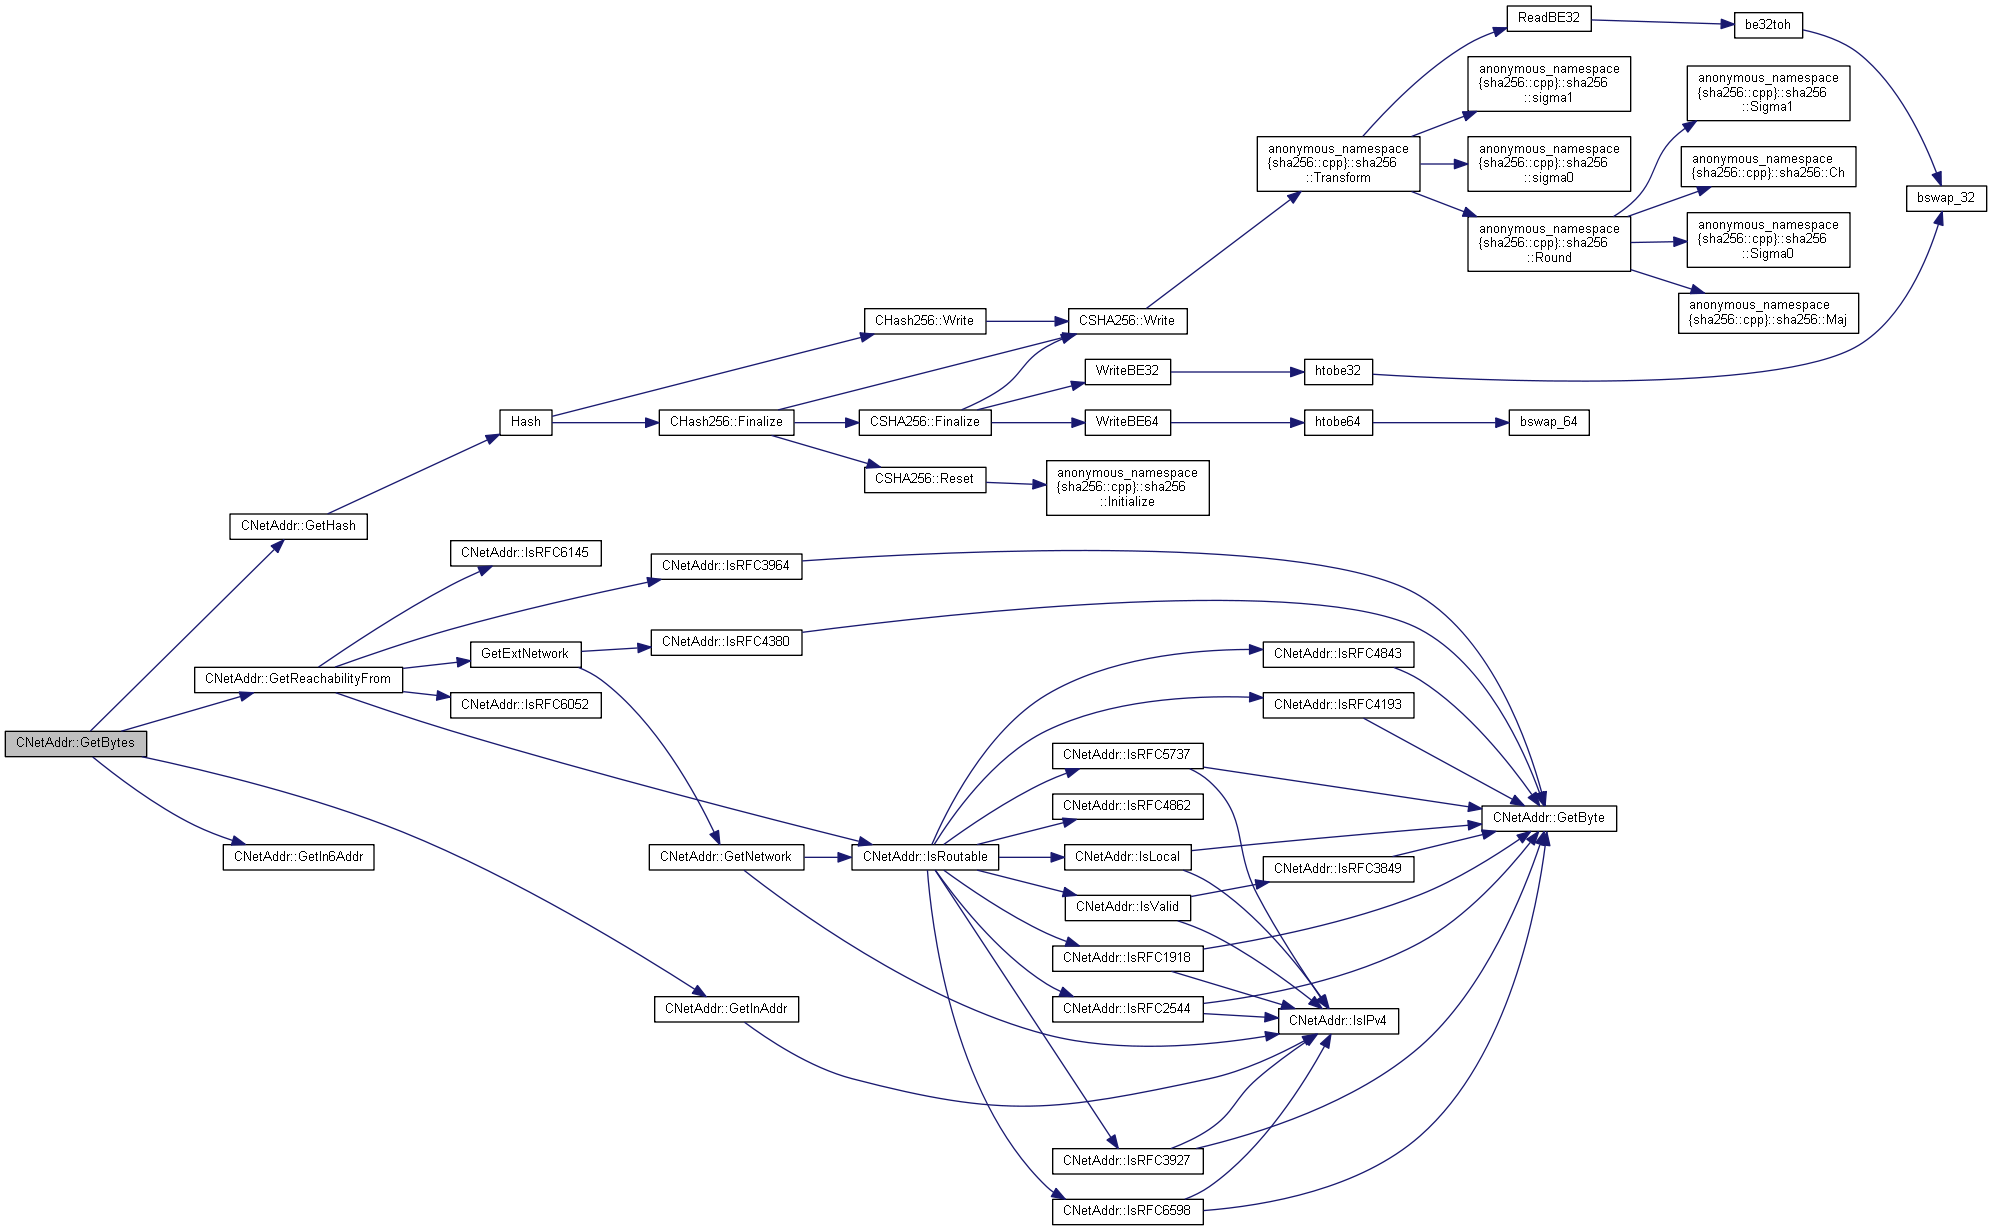 ReadBE32
be32toh
anonymous_namespace
{sha256::cpp}::sha256
::sigma1
anonymous_namespace
{sha256::cpp}::sha256
::Sigma1
anonymous_namespace
{sha256::cpp}::sha256
::Transform
anonymous_namespace
{sha256::cpp}::sha256
::sigma0
anonymous_namespace
{sha256::cpp}::sha256::Ch
bswap_32
anonymous_namespace
{sha256::cpp}::sha256
::Round
anonymous_namespace
{sha256::cpp}::sha256
::Sigma0
anonymous_namespace
{sha256::cpp}::sha256::Maj
CHash256::Write
CSHA256::Write
WriteBE32
htobe32
Hash
CHash256::Finalize
CSHA256::Finalize
WriteBE64
htobe64
bswap_64
CSHA256::Reset
anonymous_namespace
{sha256::cpp}::sha256
::Initialize
CNetAddr::GetHash
CNetAddr::IsRFC6145
CNetAddr::IsRFC3964
CNetAddr::IsRFC4380
GetExtNetwork
CNetAddr::IsRFC4843
CNetAddr::GetReachabilityFrom
CNetAddr::IsRFC6052
CNetAddr::IsRFC4193
CNetAddr::GetBytes
CNetAddr::IsRFC5737
CNetAddr::IsRFC4862
CNetAddr::GetByte
CNetAddr::GetIn6Addr
CNetAddr::GetNetwork
CNetAddr::IsRoutable
CNetAddr::IsLocal
CNetAddr::IsRFC3849
CNetAddr::IsValid
CNetAddr::IsRFC1918
CNetAddr::GetInAddr
CNetAddr::IsRFC2544
CNetAddr::IsIPv4
CNetAddr::IsRFC3927
CNetAddr::IsRFC6598